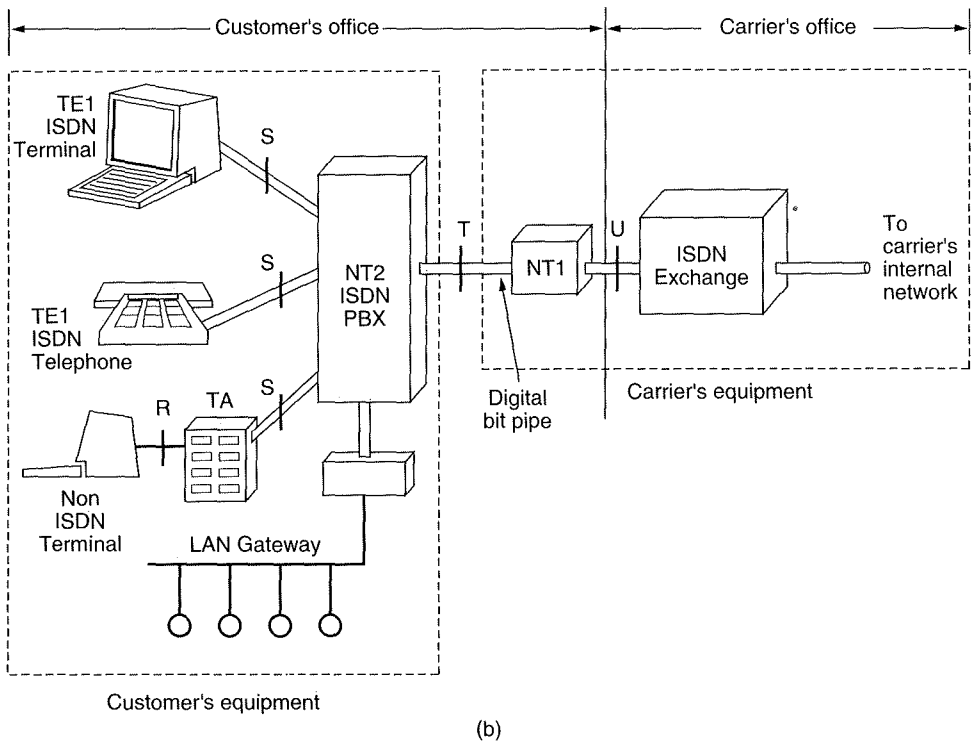 Customer's office
Carrier's office
TE1
ISDN
Terminal
S
TE1
ISDN
Telephone
S
NT2
ISDN
PBX
T
NT1
U
ISDN
Exchange
To
carrier's
internal
network
Digital
bit pipe
Carrier's equipment
R
TA
S
Non
ISDN
Terminal
LAN Gateway
Customer's equipment
(b)